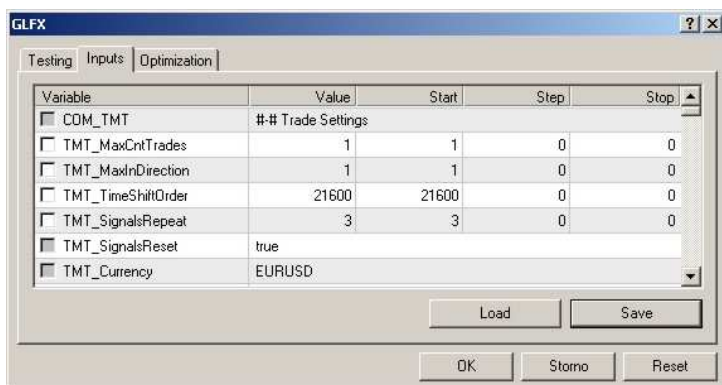 GLFX
Testing Inputs Optimization
Variable Value Start Step Stop
COM_TMT #-# Trade Settings
TMT_MaxCntTrades 1 1 0 0
TMT_MaxInDirection 1 1 0 0
TMT_TimeShiftOrder 21600 21600 0 0
TMT_SignalsRepeat 3 3 0 0
TMT_SignalsReset true
TMT_Currency EURUSD
Load Save
OK Storno Reset